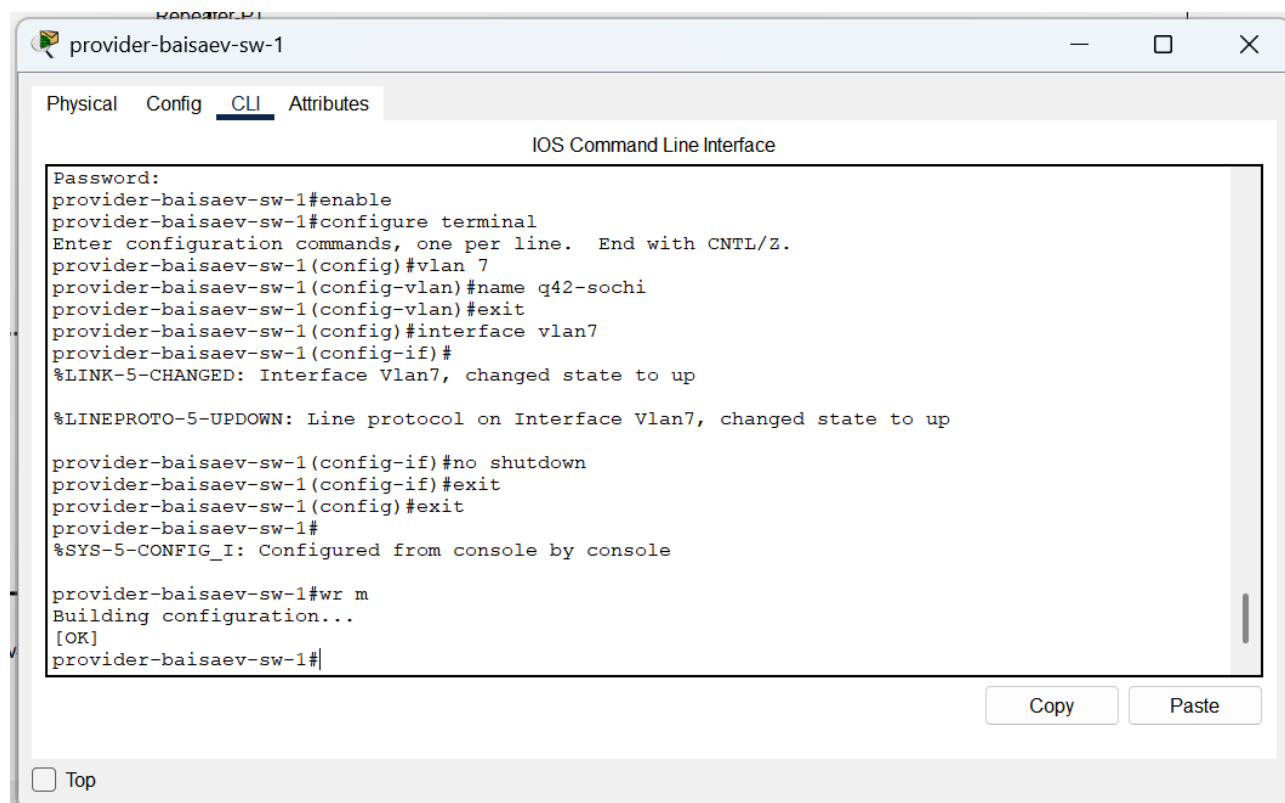 Repeater-PT
provider-baisaev-sw-1
Physical Config CLI Attributes
IOS Command Line Interface
Password:
provider-baisaev-sw-1#enable
provider-baisaev-sw-1#configure terminal
Enter configuration commands, one per line.  End with CNTL/Z.
provider-baisaev-sw-1(config)#vlan 7
provider-baisaev-sw-1(config-vlan)#name q42-sochi
provider-baisaev-sw-1(config-vlan)#exit
provider-baisaev-sw-1(config)#interface vlan7
provider-baisaev-sw-1(config-if)#
%LINK-5-CHANGED: Interface Vlan7, changed state to up
%LINEPROTO-5-UPDOWN: Line protocol on Interface Vlan7, changed state to up
provider-baisaev-sw-1(config-if)#no shutdown
provider-baisaev-sw-1(config-if)#exit
provider-baisaev-sw-1(config)#exit
provider-baisaev-sw-1#
%SYS-5-CONFIG_I: Configured from console by console
provider-baisaev-sw-1#wr m
Building configuration...
[OK]
provider-baisaev-sw-1#
Copy Paste
Top